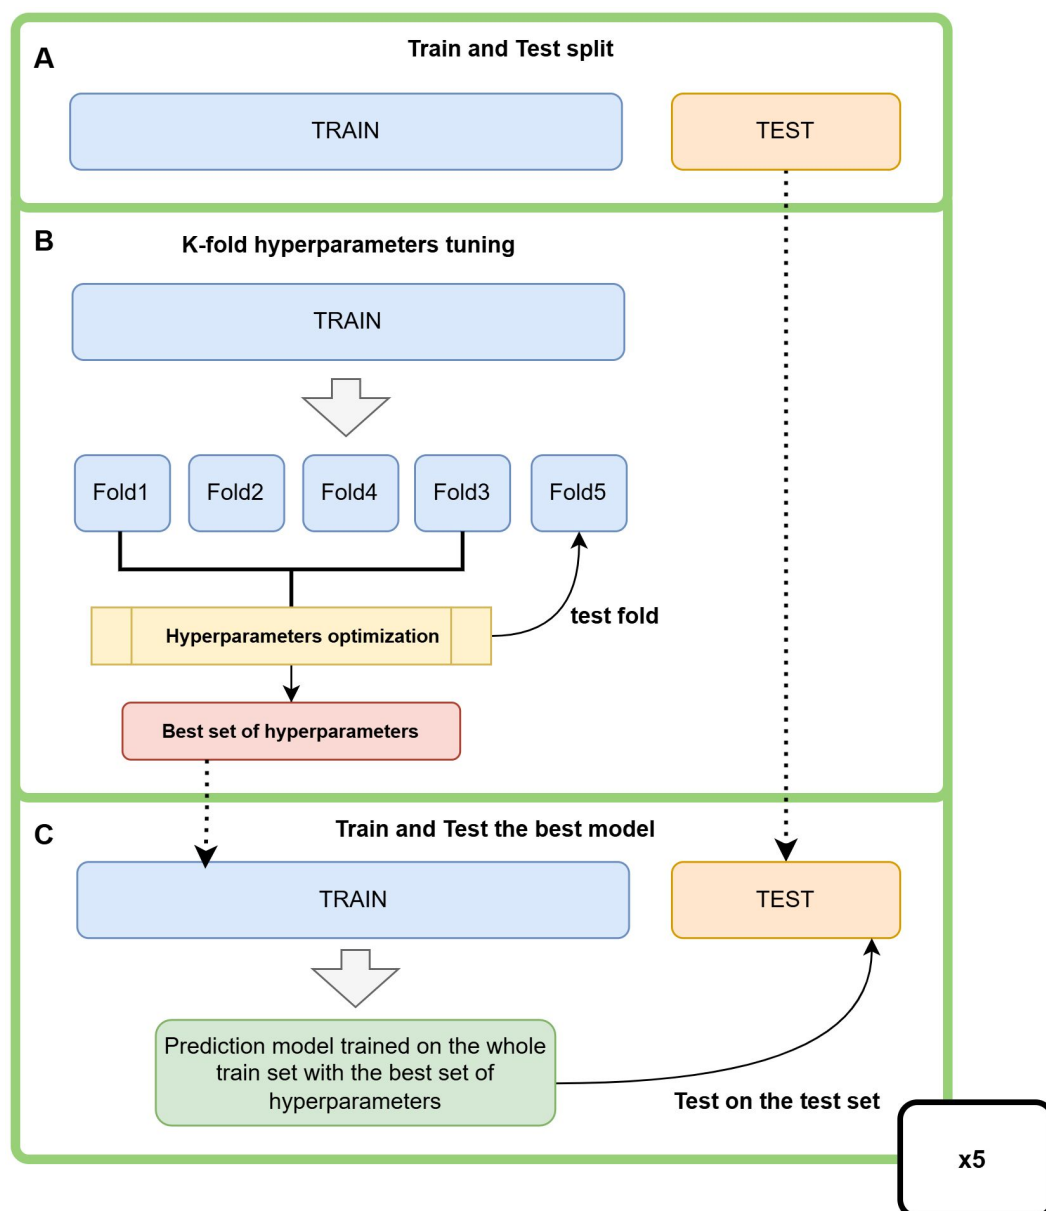 A
Train and Test split
TRAIN
TEST
B
K-fold hyperparameters tuning
TRAIN
Fold1
Fold2
Fold4
Fold3
Fold5
test fold
Hyperparameters optimization
Best set of hyperparameters
C
Train and Test the best model
TRAIN
TEST
Prediction model trained on the whole
train set with the best set of
hyperparameters
Test on the test set
x5